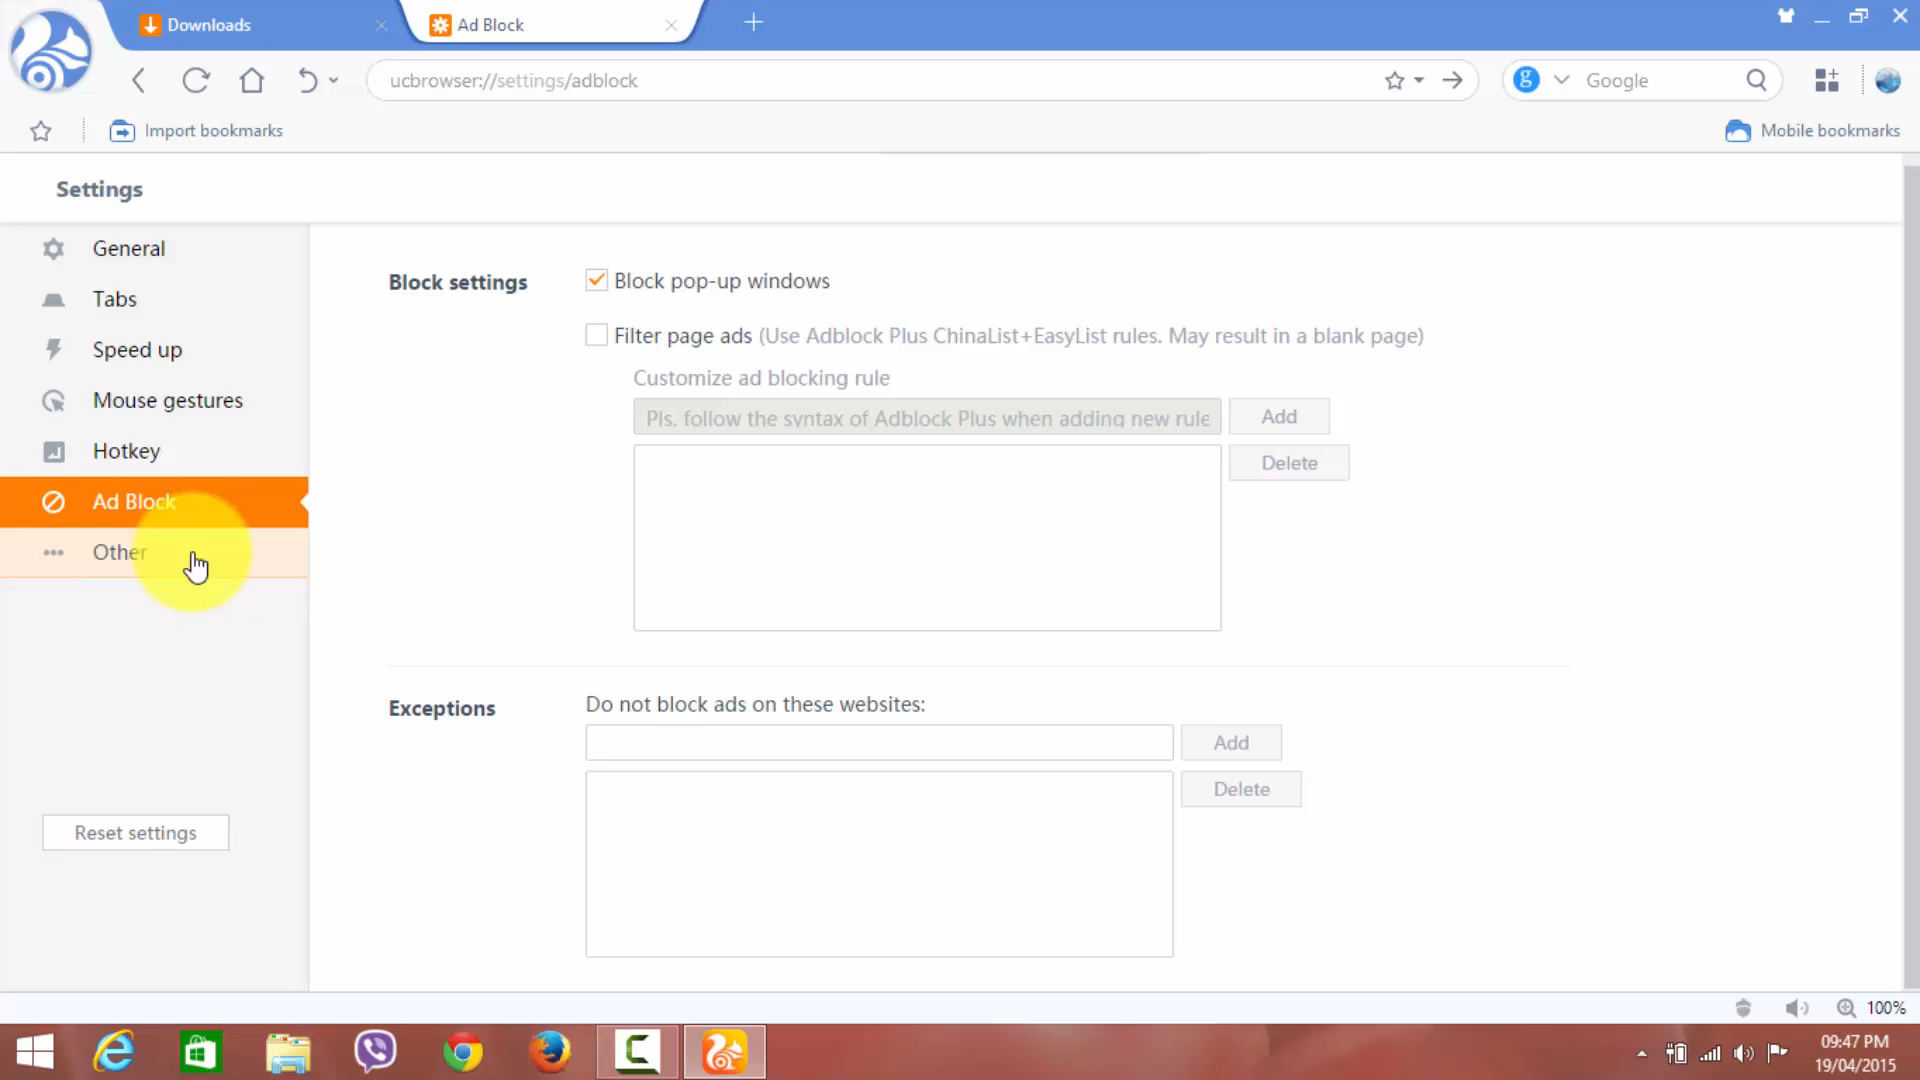 Downloads
Ad Block
ucbrowser://settings/adblock
Google
Import bookmarks
Mobile bookmarks
Settings
General
Tabs
Speed up
Mouse gestures
Hotkey
Ad Block
Other
Reset settings
Block settings
Block pop-up windows
Filter page ads (Use Adblock Plus ChinaList+EasyList rules. May result in a blank page)
Customize ad blocking rule
Pls. follow the syntax of Adblock Plus when adding new rule
Add
Delete
Exceptions
Do not block ads on these websites:
Add
Delete
100%
09:47 PM
19/04/2015